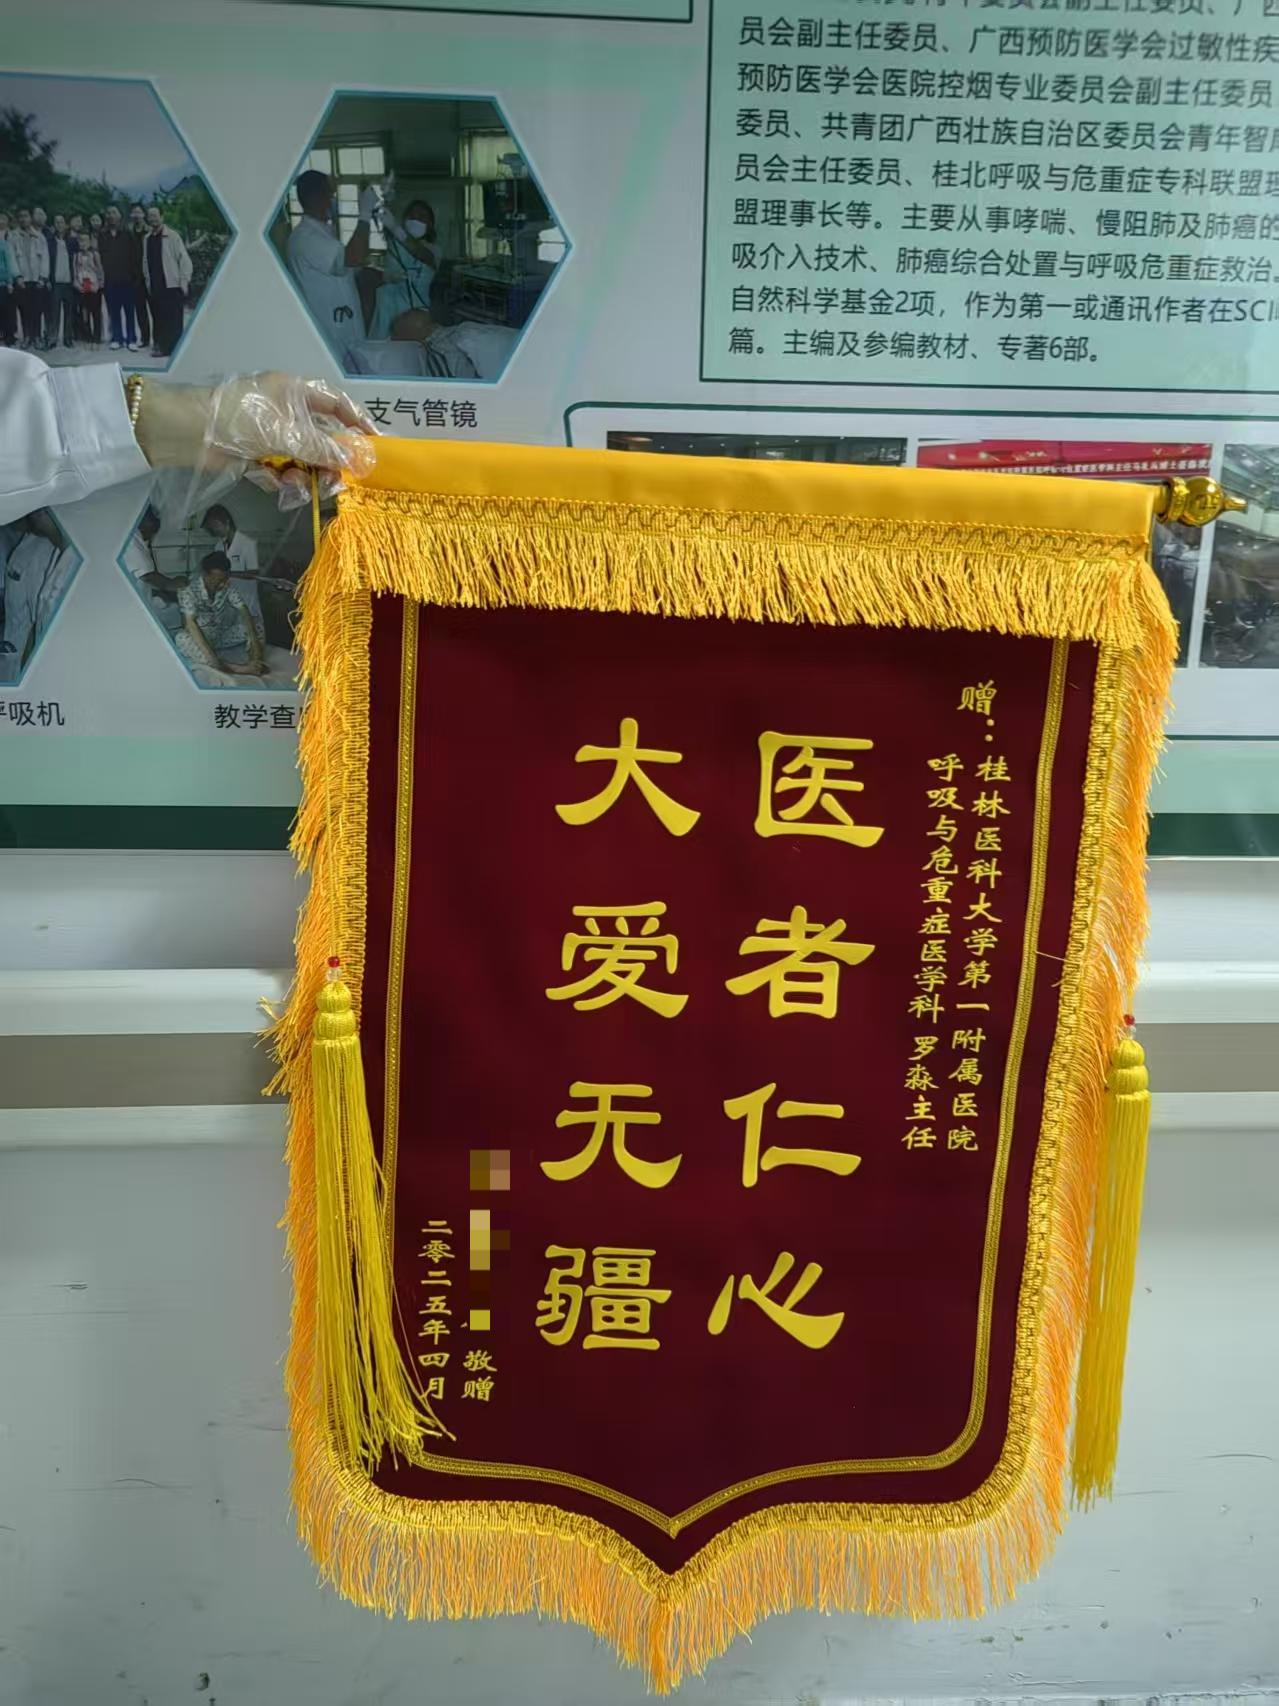 员会副主任委员、广西预防医学会过敏性疾
预防医学会医院控烟专业委员会副主任委员
委员、共青团广西壮族自治区委员会青年智库
员会主任委员、桂北呼吸与危重症专科联盟理
盟理事长等。主要从事哮喘、慢阻肺及肺癌的
吸介入技术、肺癌综合处置与呼吸危重症救治。
自然科学基金2项，作为第一或通讯作者在SCI
篇。主编及参编教材、专著6部。
支气管镜
呼吸机
教学查
赠：
桂林医科大学第一附属医院
呼吸与危重症医学科 罗淼主任
医者仁心
大爱无疆
敬赠
二零二五年四月